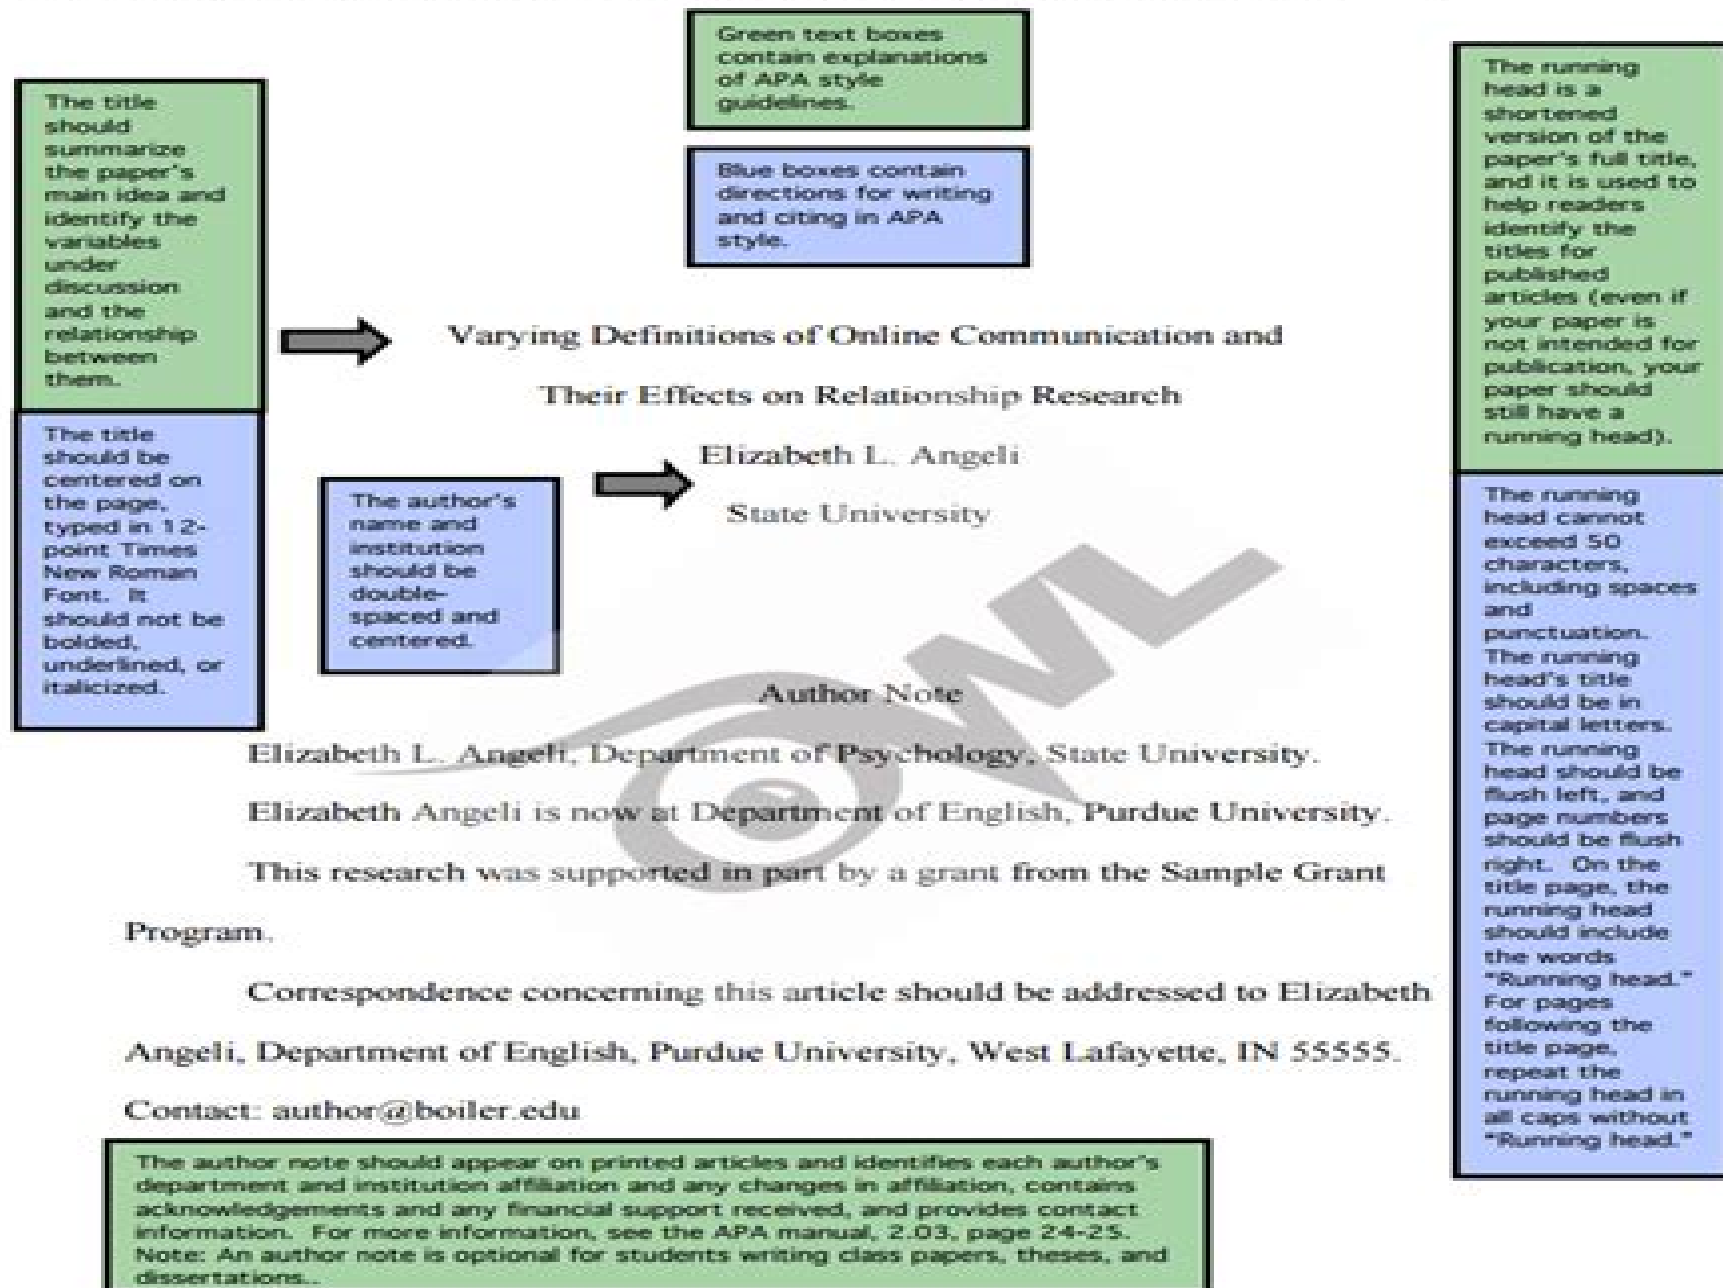 Green text boxes
contain explanations
of APA style
guidelines.
Blue boxes contain
directions for writing
and citing in APA
style.
The title
should
summarize
the paper's
main idea and
identify the
variables
under
discussion
and the
relationship
between
them.
The title
should be
centered on
the page,
typed in 12-
point Times
New Roman
Font. It
should not be
bolded,
underlined, or
italicized.
Varying Definitions of Online Communication and
Their Effects on Relationship Research
Elizabeth L. Angeli
State University
The author's
name and
institution
should be
double-
spaced and
centered.
OWL
Author Note
Elizabeth L. Angeli, Department of Psychology, State University.
Elizabeth Angeli is now at Department of English, Purdue University.
This research was supported in part by a grant from the Sample Grant
Program.
Correspondence concerning this article should be addressed to Elizabeth
Angeli, Department of English, Purdue University, West Lafayette, IN 55555.
Contact: author@boiler.edu
The author note should appear on printed articles and identifies each author's
department and institution affiliation and any changes in affiliation, contains
acknowledgements and any financial support received, and provides contact
information. For more information, see the APA manual, 2.03, page 24-25.
Note: An author note is optional for students writing class papers, theses, and
dissertations..
The running
head is a
shortened
version of the
paper's full title,
and it is used to
help readers
identify the
titles for
published
articles (even if
your paper is
not intended for
publication, your
paper should
still have a
running head).
The running
head cannot
exceed 50
characters,
including spaces
and
punctuation.
The running
head's title
should be in
capital letters.
The running
head should be
flush left, and
page numbers
should be flush
right. On the
title page, the
running head
should include
the words
"Running head."
For pages
following the
title page,
repeat the
running head in
all caps without
"Running head."